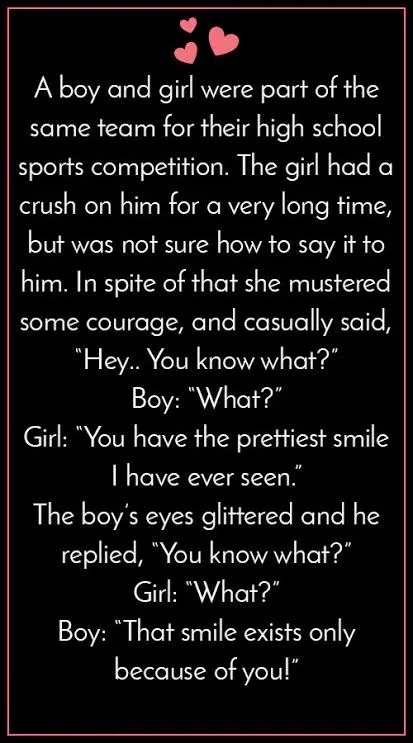 A boy and girl were part of the
same team for their high school
sports competition. The girl had a
crush on him for a very long time,
but was not sure how to say it to
him. In spite of that she mustered
some courage, and casually said,
“Hey.. You know what?”
Boy: “What?”
Girl: “You have the prettiest smile
I have ever seen.”
The boy’s eyes glittered and he
replied, “You know what?”
Girl: “What?”
Boy: “That smile exists only
because of you!”